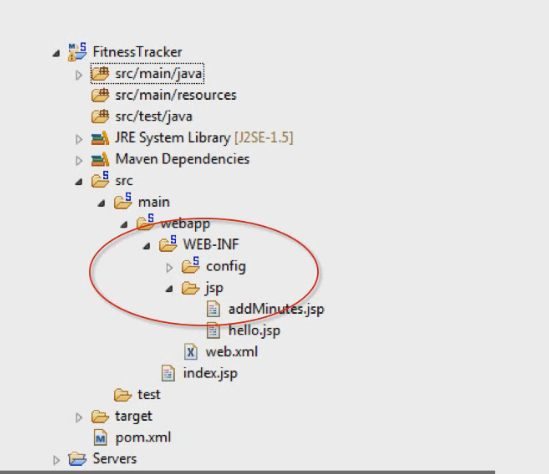 FitnessTracker
src/main/java
src/main/resources
src/test/java
JRE System Library [J2SE-1.5]
Maven Dependencies
src
main
webapp
WEB-INF
config
jsp
addMinutes.jsp
hello.jsp
web.xml
index.jsp
test
target
pom.xml
Servers